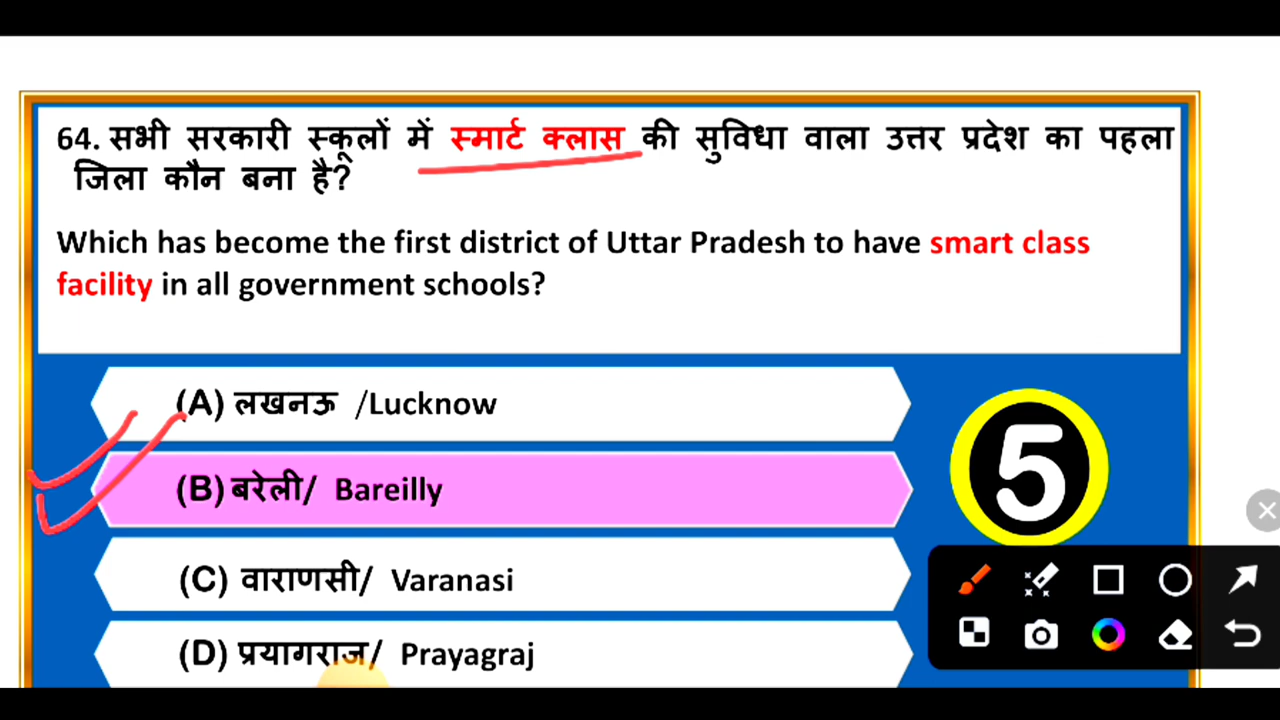 64. सभी सरकारी स्कूलों में स्मार्ट क्लास की सुविधा वाला उत्तर प्रदेश का पहला
जिला कौन बना है?
Which has become the first district of Uttar Pradesh to have smart class
facility in all government schools?
(A) लखनऊ /Lucknow
(B) बरेली/ Bareilly
(C) वाराणसी/ Varanasi
(D) प्रयागराज/ Prayagraj
5